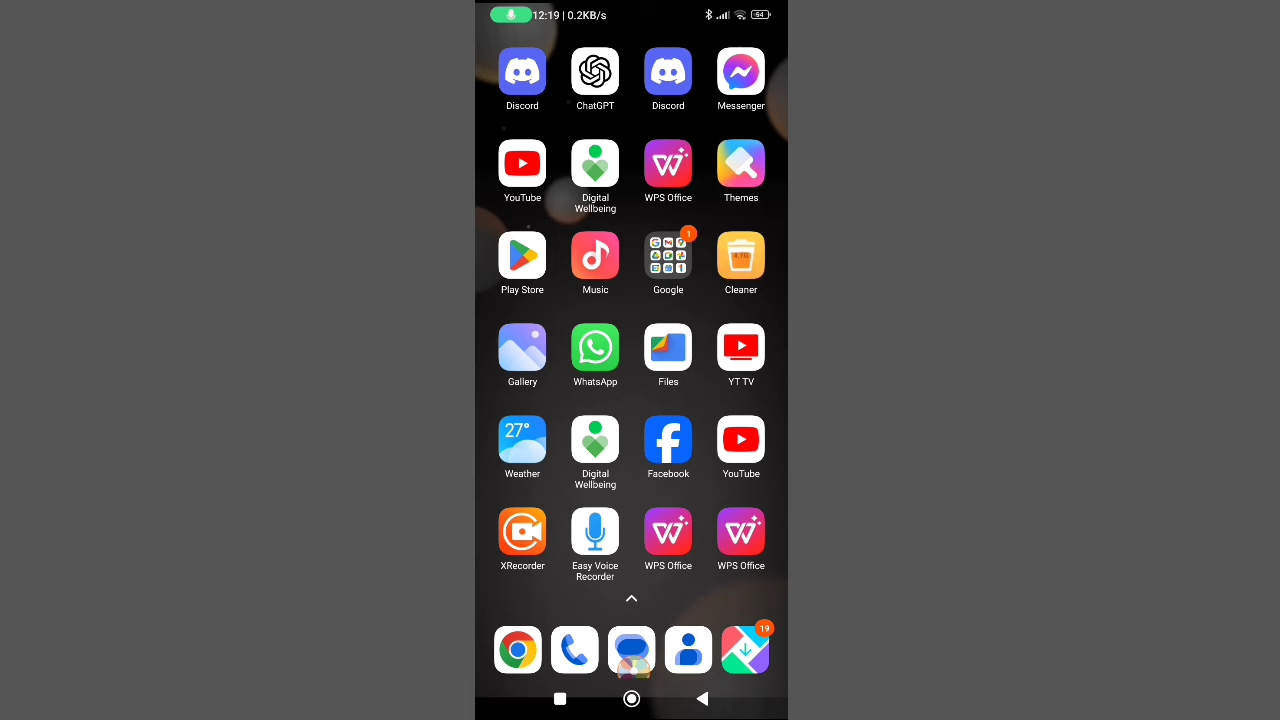 12:19 | 0.2KB/s 54
Discord ChatGPT Discord Messenger
YouTube Digital Wellbeing WPS Office Themes
1
Play Store Music Google Cleaner
Gallery WhatsApp Files YT TV
27°
Weather Digital Wellbeing Facebook YouTube
XRecorder Easy Voice Recorder WPS Office WPS Office
19